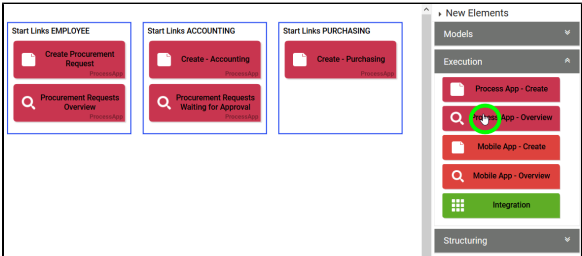 Start Links EMPLOYEE
Create Procurement
Request
ProcessApp
Procurement Requests
Overview
ProcessApp
Start Links ACCOUNTING
Create - Accounting
ProcessApp
Procurement Requests
Waiting for Approval
ProcessApp
Start Links PURCHASING
Create - Purchasing
ProcessApp
New Elements
Models
Execution
Process App - Create
Process App - Overview
Mobile App - Create
Mobile App - Overview
Integration
Structuring